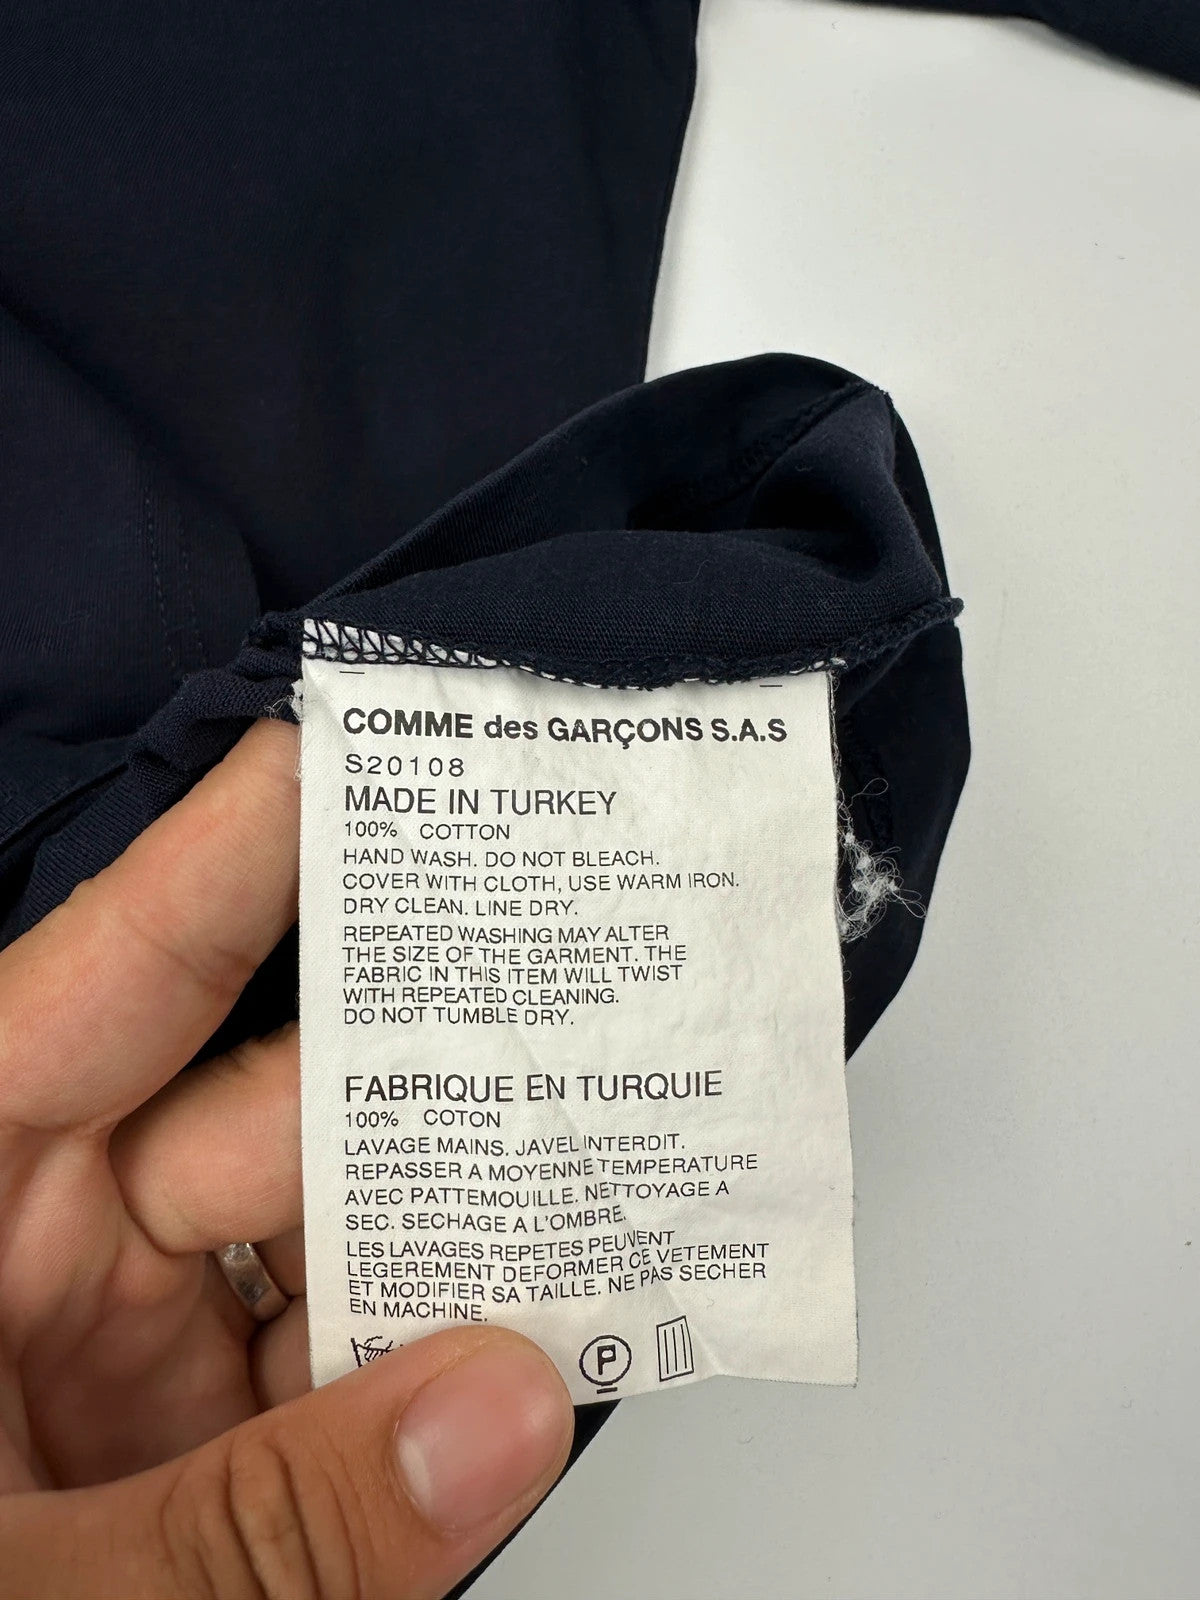 COMME des GARÇONS S.A.S
S20108
MADE IN TURKEY
100% COTTON
HAND WASH. DO NOT BLEACH.
COVER WITH CLOTH, USE WARM IRON.
DRY CLEAN. LINE DRY.
REPEATED WASHING MAY ALTER
THE SIZE OF THE GARMENT. THE
FABRIC IN THIS ITEM WILL TWIST
WITH REPEATED CLEANING.
DO NOT TUMBLE DRY.
FABRIQUE EN TURQUIE
100% COTON
LAVAGE MAINS. JAVEL INTERDIT.
REPASSER A MOYENNE TEMPERATURE
AVEC PATTEMOUILLE. NETTOYAGE A
SEC. SECHAGE A L'OMBRE.
LES LAVAGES REPETES PEUVENT
LEGEREMENT DEFORMER CE VETEMENT
ET MODIFIER SA TAILLE. NE PAS SECHER
EN MACHINE.
P